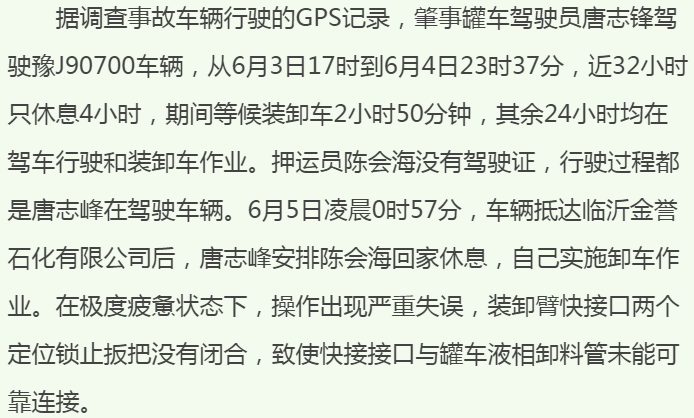 据调查事故车辆行驶的GPS记录，肇事罐车驾驶员唐志锋驾
驶豫J90700车辆，从6月3日17时到6月4日23时37分，近32小时
只休息4小时，期间等候装卸车2小时50分钟，其余24小时均在
驾车行驶和装卸车作业。押运员陈会海没有驾驶证，行驶过程都
是唐志峰在驾驶车辆。6月5日凌晨0时57分，车辆抵达临沂金誉
石化有限公司后，唐志峰安排陈会海回家休息，自己实施卸车作
业。在极度疲惫状态下，操作出现严重失误，装卸臂快接口两个
定位锁止扳把没有闭合，致使快接接口与罐车液相卸料管未能可
靠连接。